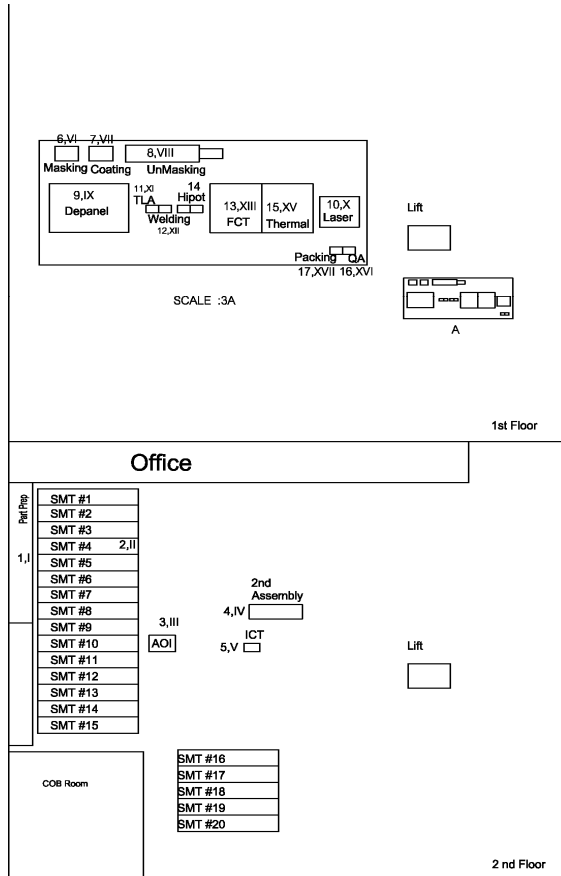 6,VI 7,VII
8,VIII
Masking Coating UnMasking
9,IX
Depanel
11,XI
TLA
14
Hipot
Welding
12,XII
13,XIII
FCT
15,XV
Thermal
10,X
Laser
Packing QA
17,XVII 16,XVI
SCALE :3A
Lift
A
1st Floor
Office
Part Prep
1,I
SMT #1
SMT #2
SMT #3
SMT #4 2,II
SMT #5
SMT #6
SMT #7
SMT #8
SMT #9
SMT #10
SMT #11
SMT #12
SMT #13
SMT #14
SMT #15
3,III
AOI
2nd
Assembly
4,IV
ICT
5,V
Lift
COB Room
SMT #16
SMT #17
SMT #18
SMT #19
SMT #20
2 nd Floor